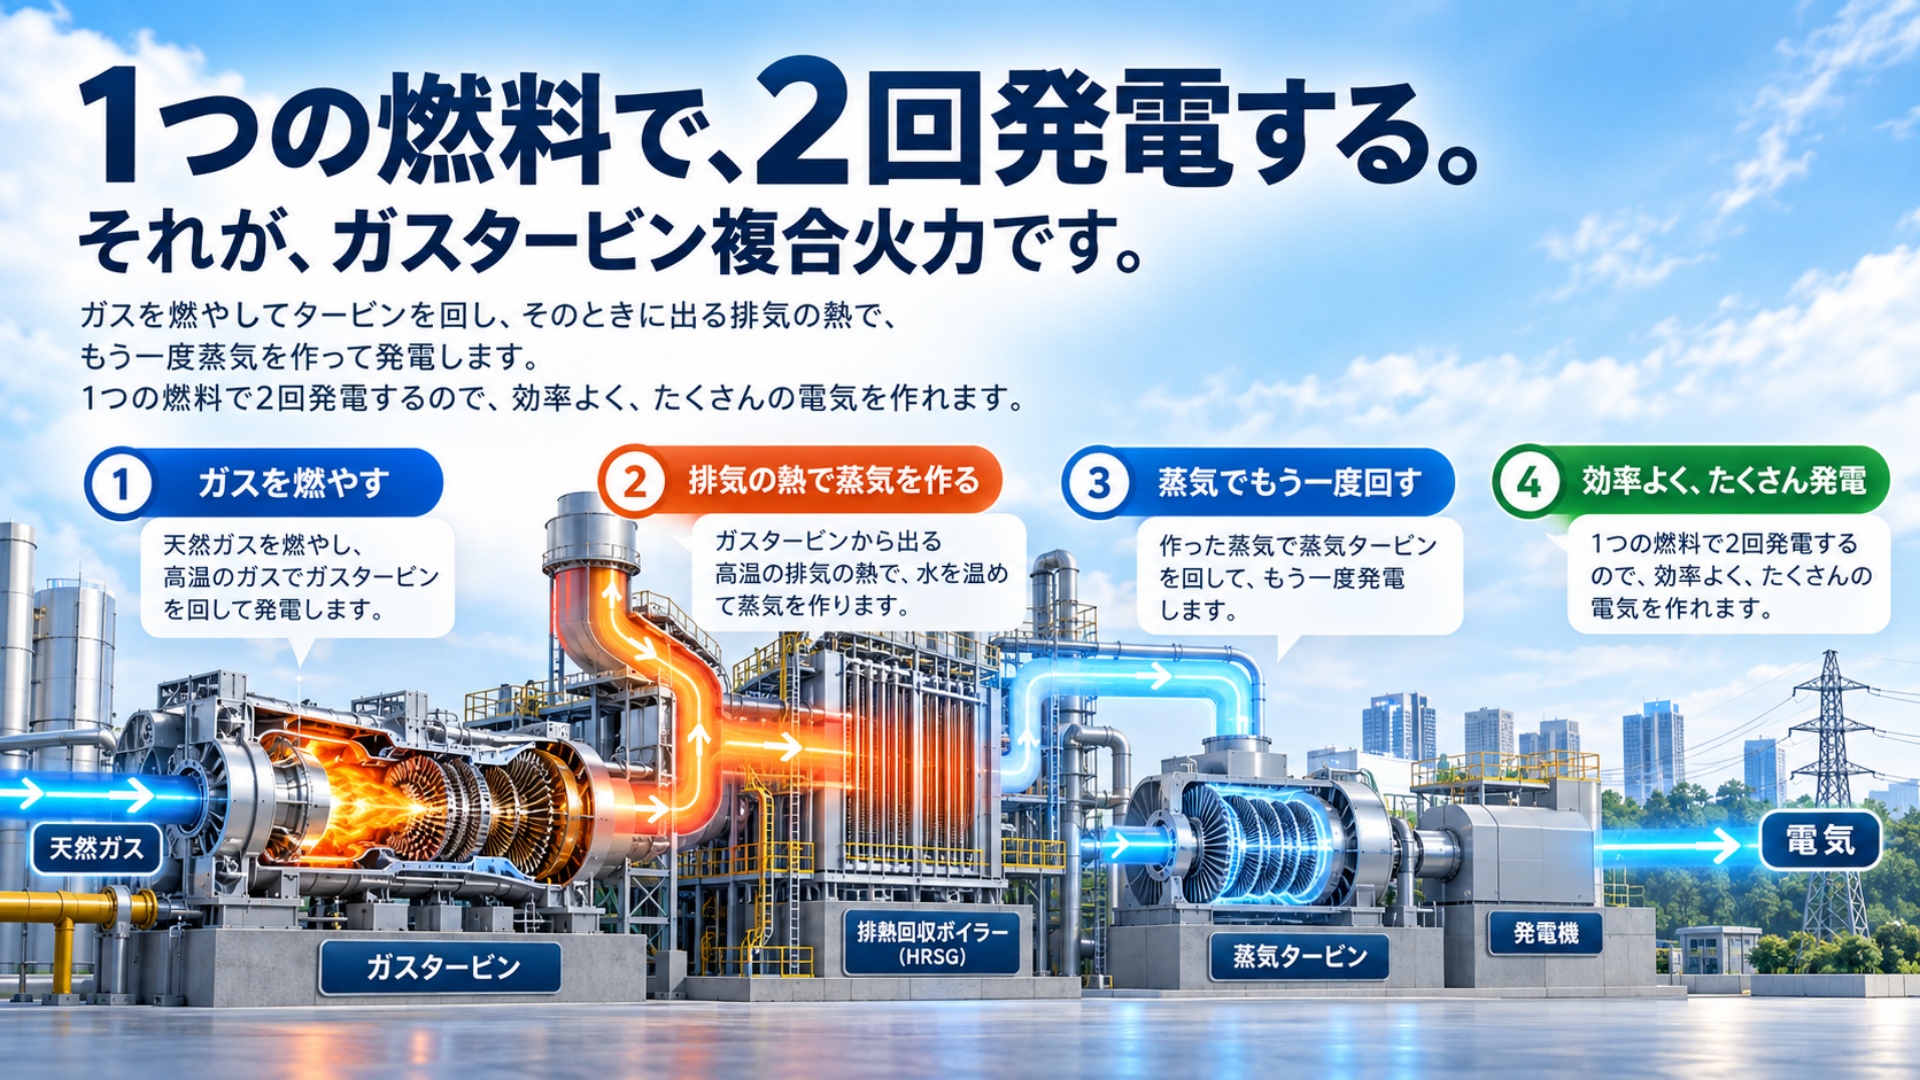 1つの燃料で、2回発電する。
それが、ガスタービン複合火力です。
ガスを燃やしてタービンを回し、そのときに出る排気の熱で、
もう一度蒸気を作って発電します。
1つの燃料で2回発電するので、効率よく、たくさんの電気を作れます。
1 ガスを燃やす
天然ガスを燃やし、
高温のガスでガスタービン
を回して発電します。
2 排気の熱で蒸気を作る
ガスタービンから出る
高温の排気の熱で、水を温め
て蒸気を作ります。
3 蒸気でもう一度回す
作った蒸気で蒸気タービン
を回して、もう一度発電
します。
4 効率よく、たくさん発電
1つの燃料で2回発電する
ので、効率よく、たくさんの
電気を作れます。
天然ガス
ガスタービン
排熱回収ボイラー
(HRSG)
蒸気タービン
発電機
電気